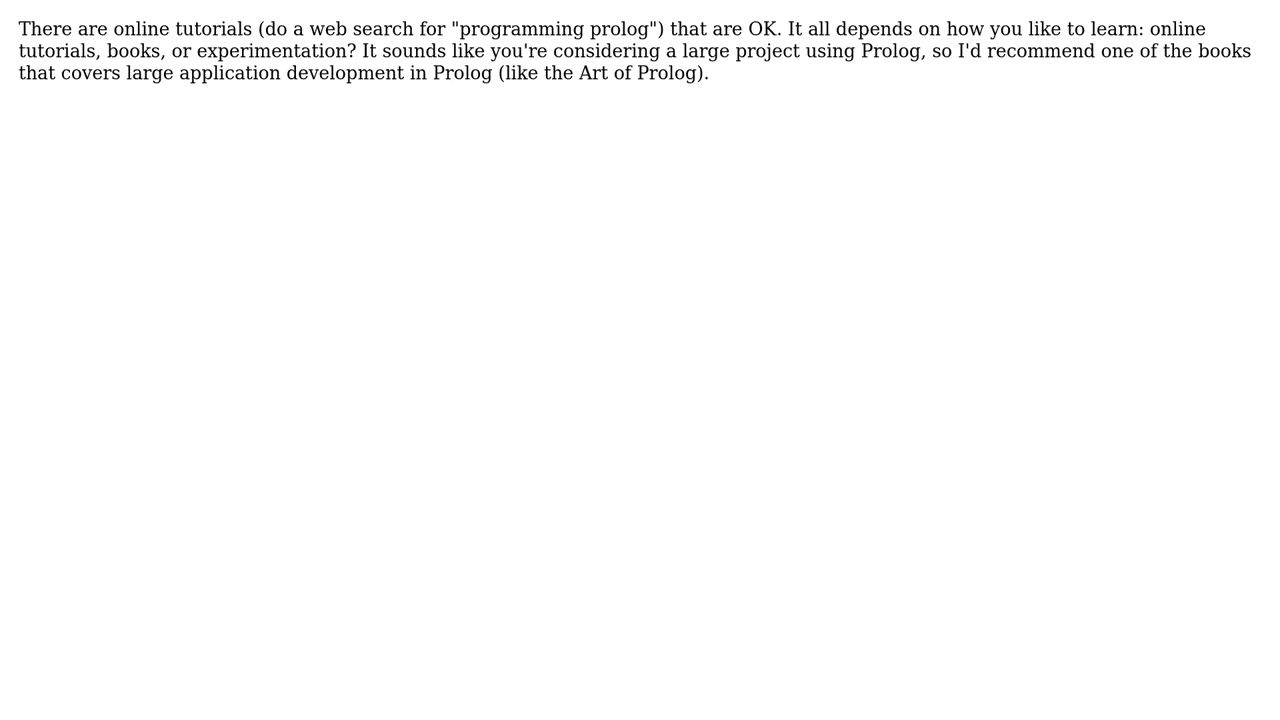 There are online tutorials (do a web search for "programming prolog") that are OK. It all depends on how you like to learn: online
tutorials, books, or experimentation? It sounds like you're considering a large project using Prolog, so I'd recommend one of the books
that covers large application development in Prolog (like the Art of Prolog).